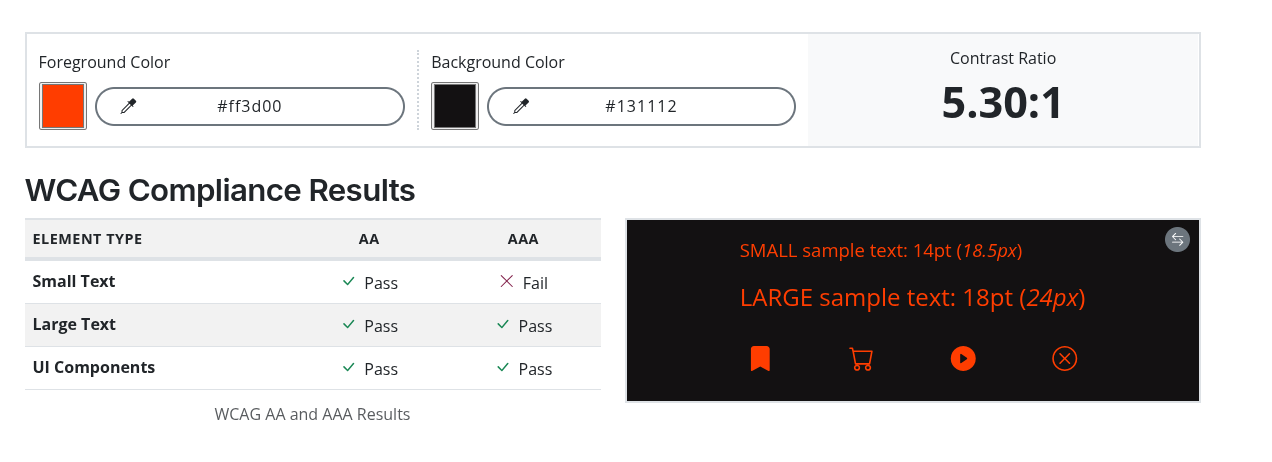 Foreground Color
#ff3d00
Background Color
#131112
Contrast Ratio
5.30:1
WCAG Compliance Results
ELEMENT TYPE AA AAA
Small Text Pass Fail
Large Text Pass Pass
UI Components Pass Pass
WCAG AA and AAA Results
SMALL sample text: 14pt (18.5px)
LARGE sample text: 18pt (24px)